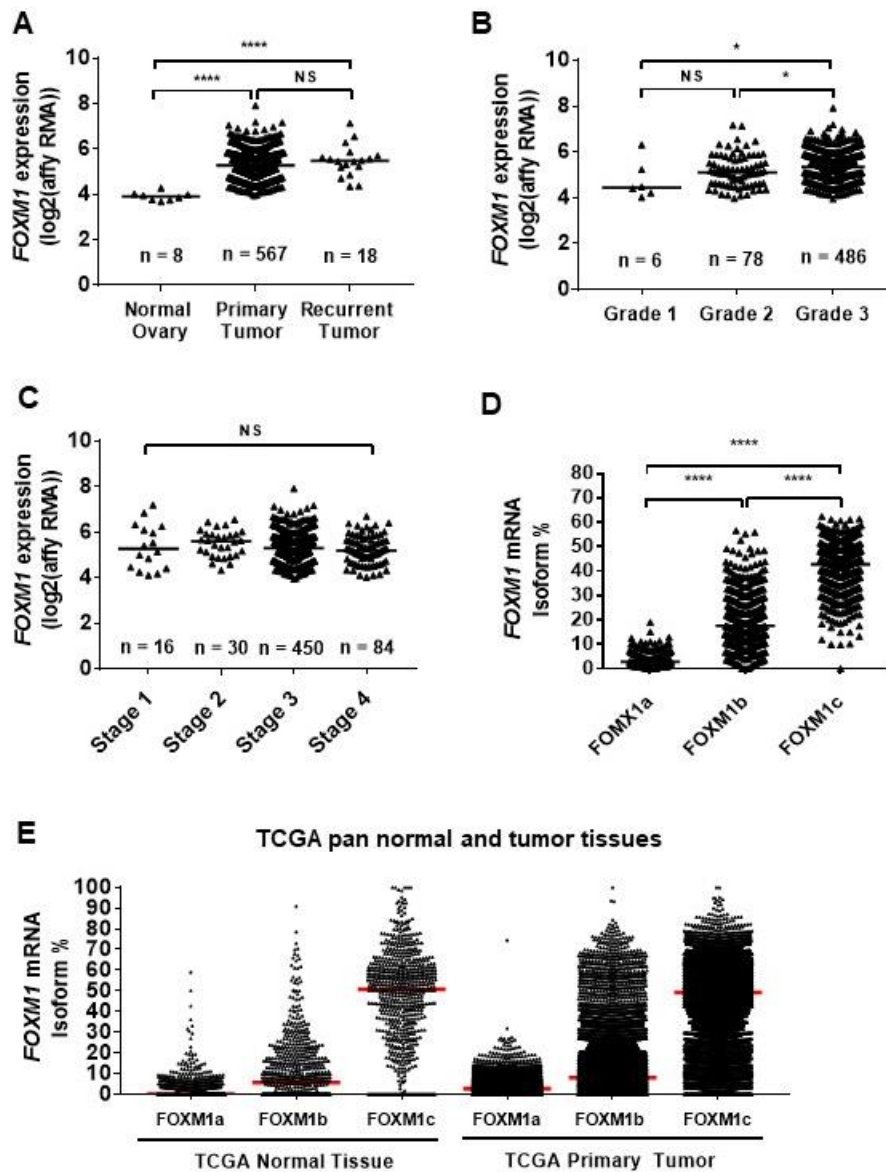 A
****
****
NS
FOXM1 expression
(log2(affy RMA))
10
8
6
4
2
0
n = 8
n = 567
n = 18
Normal
Ovary
Primary
Tumor
Recurrent
Tumor
B
*
NS
*
FOXM1 expression
(log2(affy RMA))
10
8
6
4
2
0
n = 6
n = 78
n = 486
Grade 1
Grade 2
Grade 3
C
NS
FOXM1 expression
(log2(affy RMA))
10
8
6
4
2
0
n = 16
n = 30
n = 450
n = 84
Stage 1
Stage 2
Stage 3
Stage 4
D
****
****
****
FOXM1 mRNA
Isoform %
80
70
60
50
40
30
20
10
0
FOMX1a
FOXM1b
FOXM1c
E
TCGA pan normal and tumor tissues
FOXM1 mRNA
Isoform %
100
90
80
70
60
50
40
30
20
10
0
FOXM1a
FOXM1b
FOXM1c
FOXM1a
FOXM1b
FOXM1c
TCGA Normal Tissue
TCGA Primary Tumor